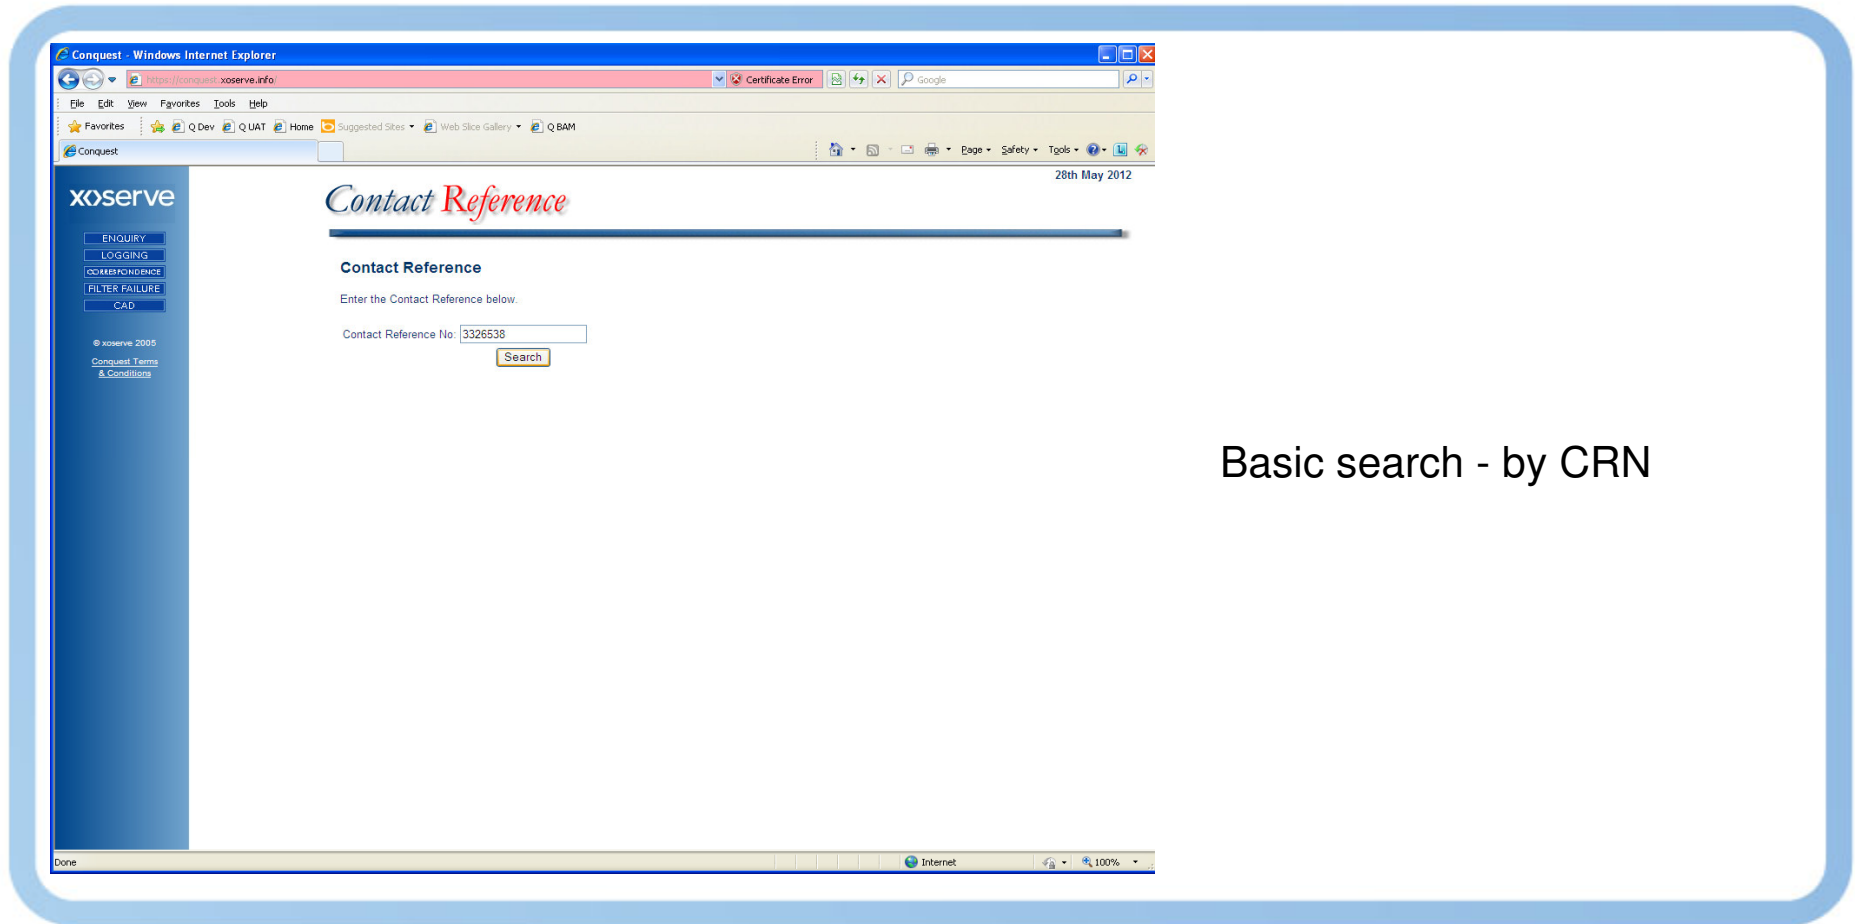 Conquest - Windows Internet Explorer
https://conquest.xoserve.info/
Certificate Error
Google
File Edit View Favorites Tools Help
Favorites Q Dev Q UAT Home Suggested Sites Web Slice Gallery Q BAM
Conquest
Page Safety Tools
28th May 2012
xoserve
Contact Reference
ENQUIRY
LOGGING
CORRESPONDENCE
FILTER FAILURE
CAD
© xoserve 2005
Conquest Terms
& Conditions
Contact Reference
Enter the Contact Reference below.
Contact Reference No: 3326538
Search
Basic search - by CRN
Done
Internet
100%